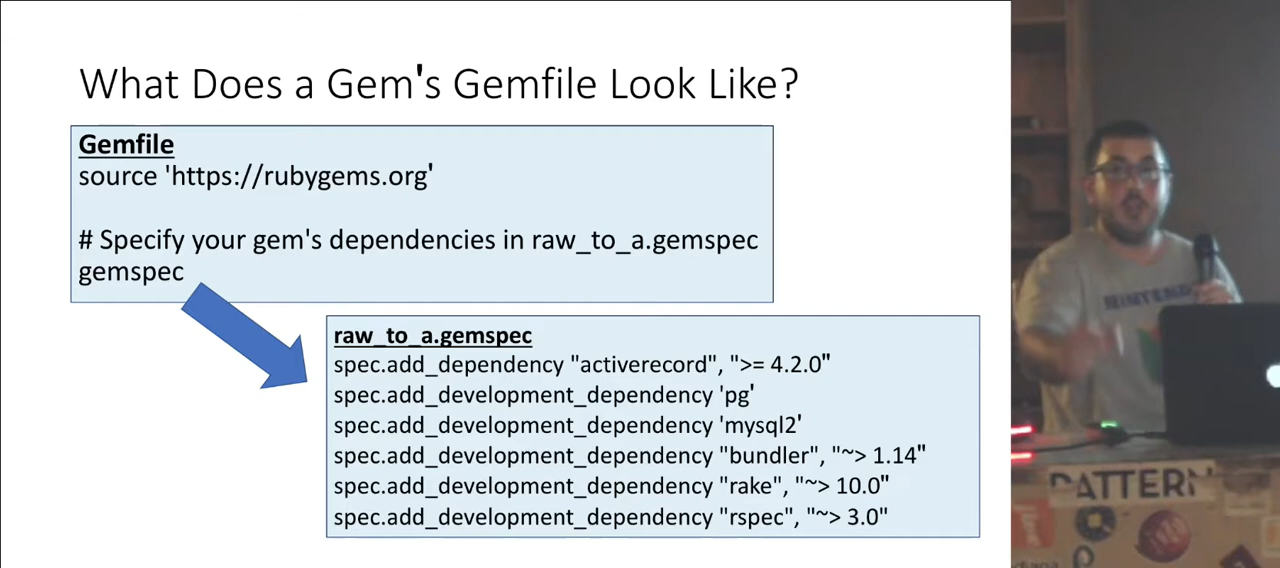 What Does a Gem's Gemfile Look Like?
Gemfile
source 'https://rubygems.org'
# Specify your gem's dependencies in raw_to_a.gemspec
gemspec
raw_to_a.gemspec
spec.add_dependency "activerecord", ">= 4.2.0"
spec.add_development_dependency 'pg'
spec.add_development_dependency 'mysql2'
spec.add_development_dependency "bundler", "~> 1.14"
spec.add_development_dependency "rake", "~> 10.0"
spec.add_development_dependency "rspec", "~> 3.0"
PATTERN